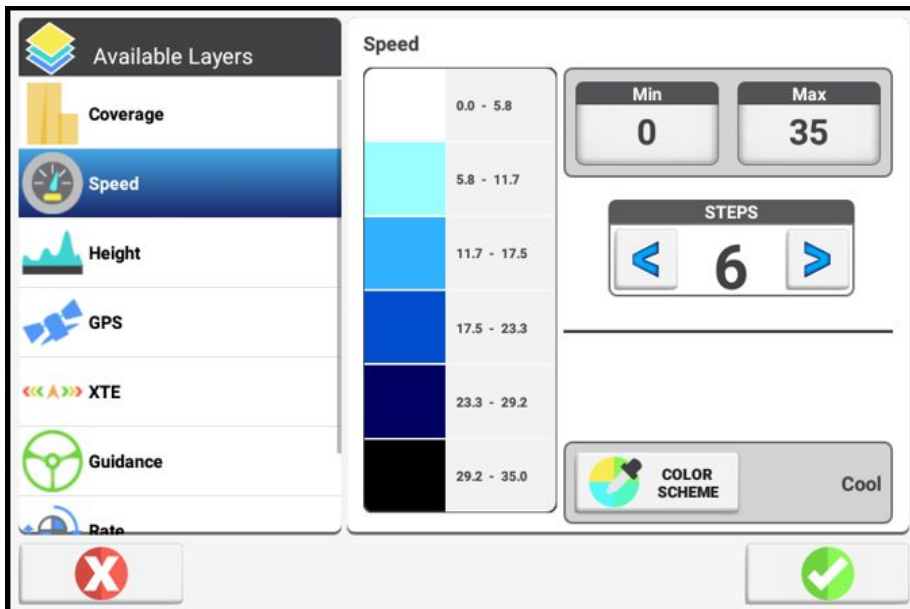 Available Layers
Coverage
Speed
Height
GPS
XTE
Guidance
Rate
Speed
0.0 - 5.8
5.8 - 11.7
11.7 - 17.5
17.5 - 23.3
23.3 - 29.2
29.2 - 35.0
Min
0
Max
35
STEPS
6
COLOR
SCHEME
Cool